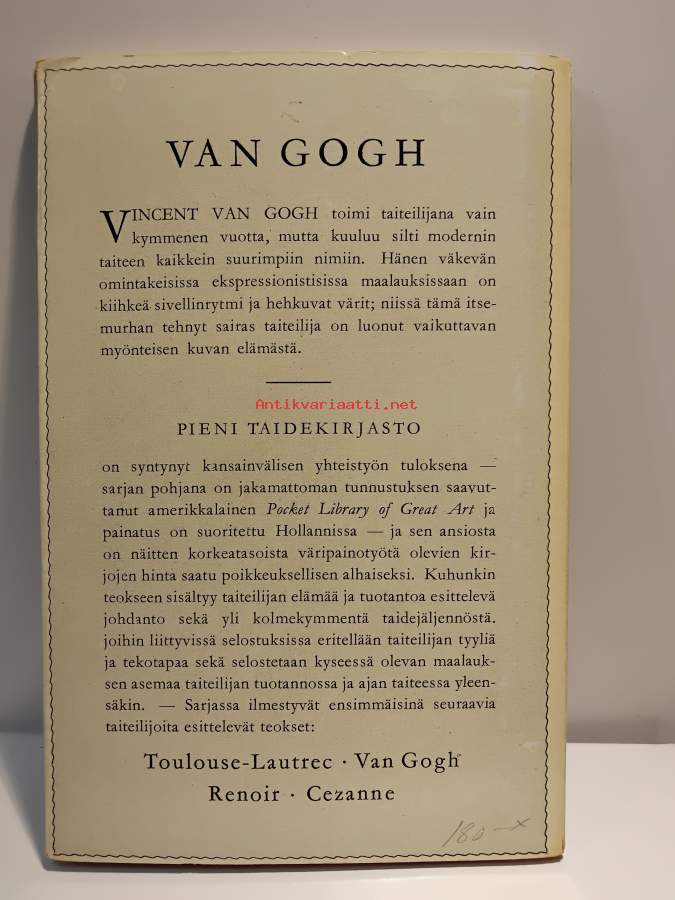 VAN GOGH
VINCENT VAN GOGH toimi taiteilijana vain
kymmenen vuotta, mutta kuuluu silti modernin
taiteen kaikkein suurimpiin nimiin. Hänen väkevän
omintakeisissa ekspressionistisissa maalauksissaan on
kiihkeä sivellinrytmi ja hehkuvat värit; niissä tämä itse-
murhan tehnyt sairas taiteilija on luonut vaikuttavan
myönteisen kuvan elämästä.
Antikvariaatti.net
PIENI TAIDEKIRJASTO
on syntynyt kansainvälisen yhteistyön tuloksena —
sarjan pohjana on jakamattoman tunnustuksen saavut-
tanut amerikkalainen Pocket Library of Great Art ja
painatus on suoritettu Hollannissa — ja sen ansiosta
on näitten korkeatasoista väripainotyötä olevien kir-
jojen hinta saatu poikkeuksellisen alhaiseksi. Kuhunkin
teokseen sisältyy taiteilijan elämää ja tuotantoa esittelevä
johdanto sekä yli kolmekymmentä taidejäljennöstä.
joihin liittyvissä selostuksissa eritellään taiteilijan tyyliä
ja tekotapaa sekä selostetaan kyseessä olevan maalauk-
sen asemaa taiteilijan tuotannossa ja ajan taiteessa yleen-
säkin. — Sarjassa ilmestyvät ensimmäisinä seuraavia
taiteilijoita esittelevät teokset:
Toulouse-Lautrec · Van Gogh
Renoir · Cezanne
180-x